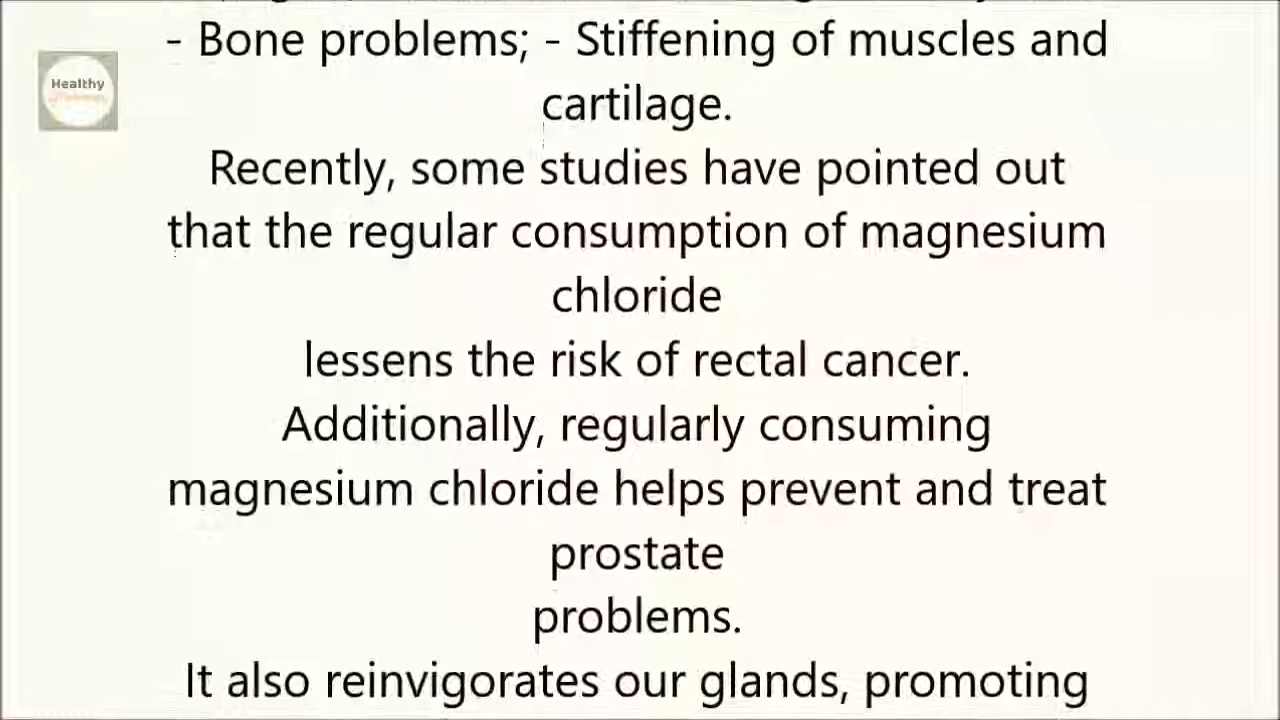 - Bone problems; - Stiffening of muscles and
cartilage.
Healthy
Recently, some studies have pointed out
that the regular consumption of magnesium
chloride
lessens the risk of rectal cancer.
Additionally, regularly consuming
magnesium chloride helps prevent and treat
prostate
problems.
It also reinvigorates our glands, promoting